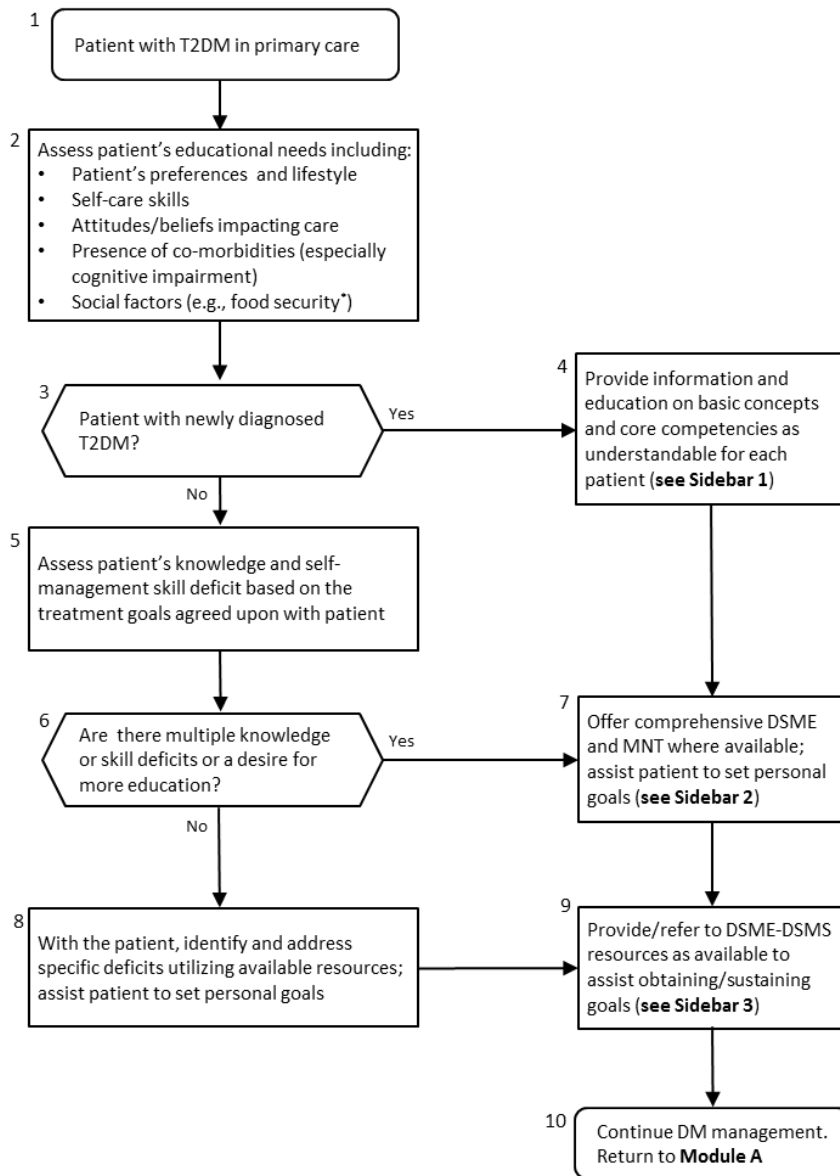 1
Patient with T2DM in primary care
2
Assess patient's educational needs including:
• Patient's preferences and lifestyle
• Self-care skills
• Attitudes/beliefs impacting care
• Presence of co-morbidities (especially
cognitive impairment)
• Social factors (e.g., food security*)
3
Patient with newly diagnosed
T2DM?
Yes
No
4
Provide information and
education on basic concepts
and core competencies as
understandable for each
patient (see Sidebar 1)
5
Assess patient's knowledge and self-
management skill deficit based on the
treatment goals agreed upon with patient
6
Are there multiple knowledge
or skill deficits or a desire for
more education?
Yes
No
7
Offer comprehensive DSME
and MNT where available;
assist patient to set personal
goals (see Sidebar 2)
8
With the patient, identify and address
specific deficits utilizing available resources;
assist patient to set personal goals
9
Provide/refer to DSME-DSMS
resources as available to
assist obtaining/sustaining
goals (see Sidebar 3)
10
Continue DM management.
Return to Module A